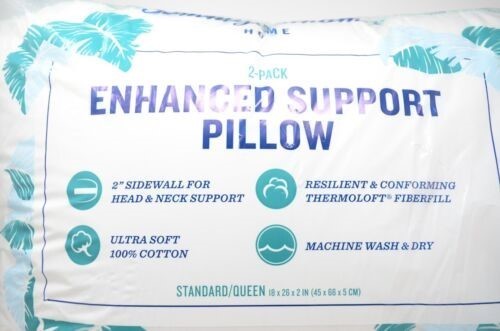 HOME
2-PACK
ENHANCED SUPPORT
PILLOW
2" SIDEWALL FOR
HEAD & NECK SUPPORT
RESILIENT & CONFORMING
THERMOLOFT® FIBERFILL
ULTRA SOFT
100% COTTON
MACHINE WASH & DRY
STANDARD/QUEEN 18 x 26 x 2 IN (45 x 66 x 5 CM)